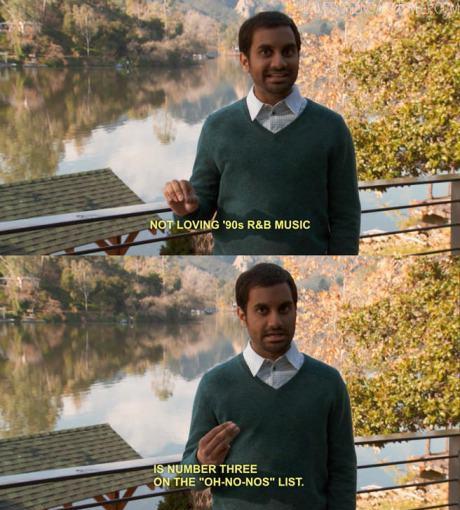 NOT LOVING '90s R&B MUSIC
IS NUMBER THREE
ON THE "OH-NO-NOS" LIST.